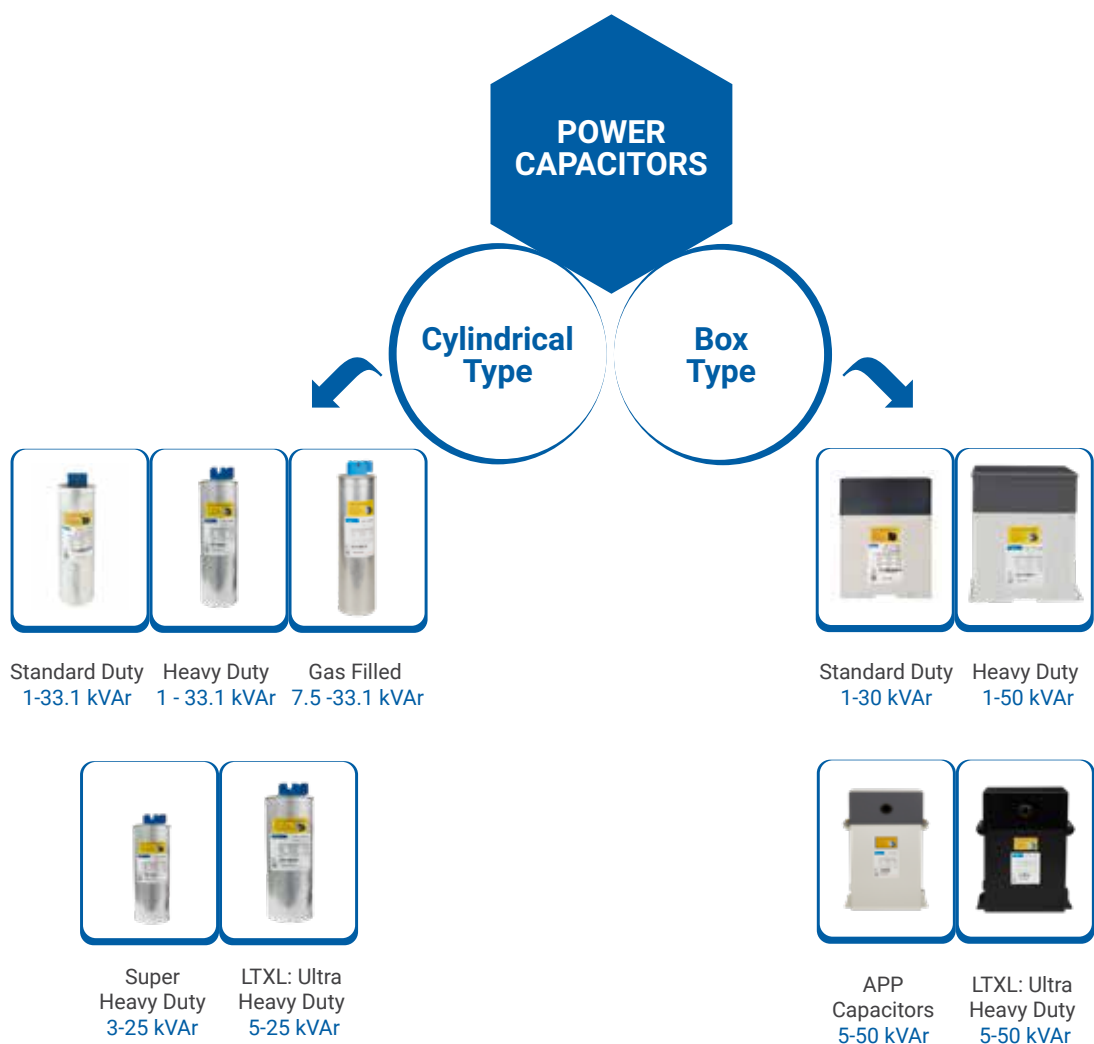 POWER
CAPACITORS
Cylindrical
Type
Box
Type
Standard Duty
1-33.1 kVAr
Heavy Duty
1 - 33.1 kVAr
Gas Filled
7.5 -33.1 kVAr
Standard Duty
1-30 kVAr
Heavy Duty
1-50 kVAr
Super
Heavy Duty
3-25 kVAr
LTXL: Ultra
Heavy Duty
5-25 kVAr
APP
Capacitors
5-50 kVAr
LTXL: Ultra
Heavy Duty
5-50 kVAr